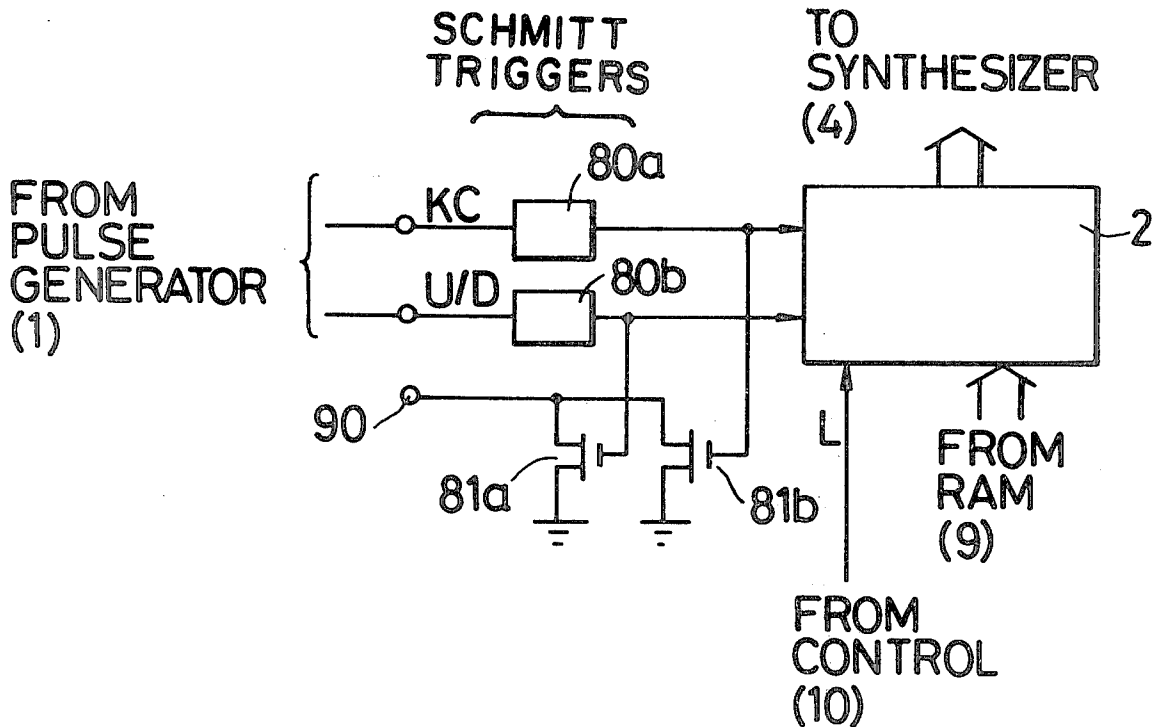 SCHMITT
TRIGGERS
TO
SYNTHESIZER
(4)
80a
FROM
PULSE
GENERATOR
(1)
KC
U/D
80b
2
90
81a
81b
L
FROM
RAM
(9)
FROM
CONTROL
(10)